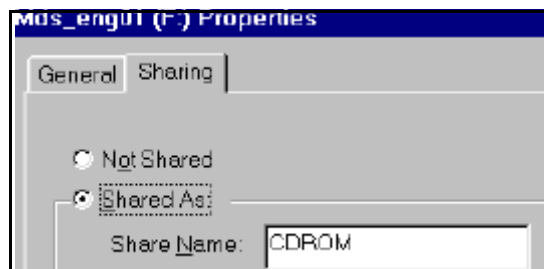 Mds_eng01 (F:) Properties
General Sharing
Not Shared
Shared As:
Share Name: CDROM